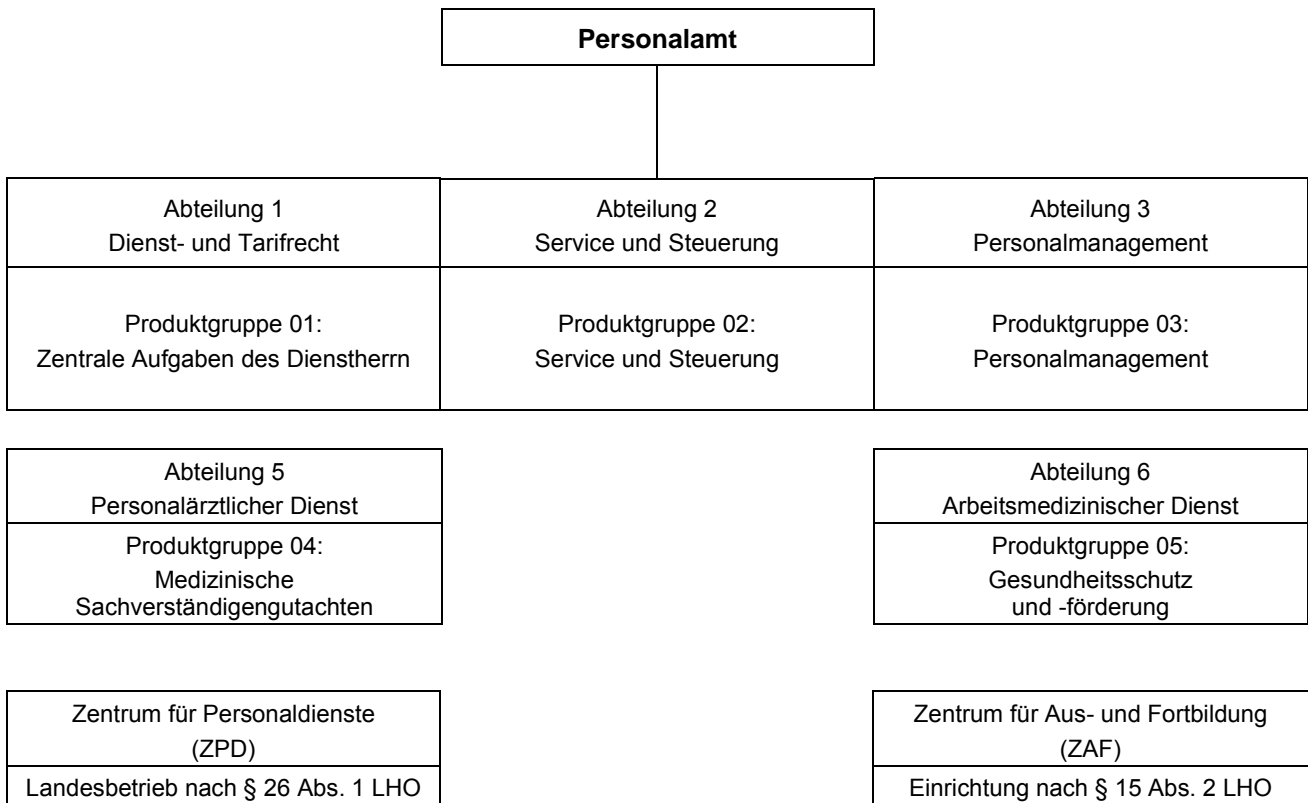 Personalamt
Abteilung 1
Dienst- und Tarifrecht
Abteilung 2
Service und Steuerung
Abteilung 3
Personalmanagement
Produktgruppe 01:
Zentrale Aufgaben des Dienstherrn
Produktgruppe 02:
Service und Steuerung
Produktgruppe 03:
Personalmanagement
Abteilung 5
Personalärztlicher Dienst
Abteilung 6
Arbeitsmedizinischer Dienst
Produktgruppe 04:
Medizinische
Sachverständigengutachten
Produktgruppe 05:
Gesundheitsschutz
und -förderung
Zentrum für Personaldienste
(ZPD)
Zentrum für Aus- und Fortbildung
(ZAF)
Landesbetrieb nach § 26 Abs. 1 LHO
Einrichtung nach § 15 Abs. 2 LHO